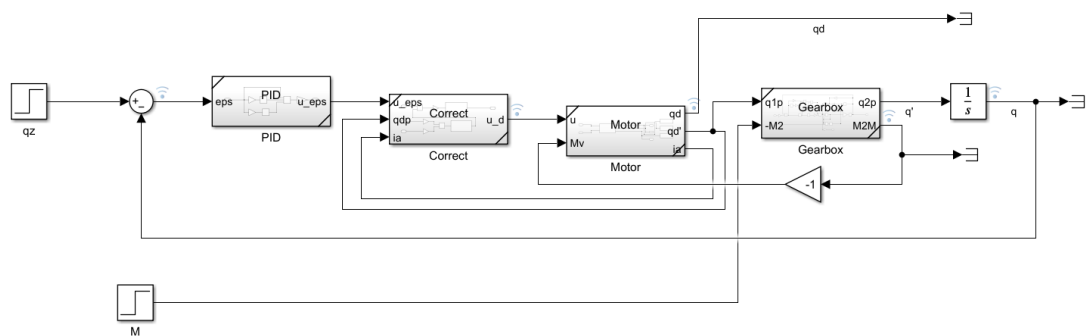 qd
qz
+
-
eps
PID
u_eps
PID
u_eps
qdp
ia
Correct
u_d
Correct
u
Mv
Motor
qd
qd'
ia
Motor
q1p
-M2
Gearbox
q2p
M2M
Gearbox
q'
1
s
q
-1
M